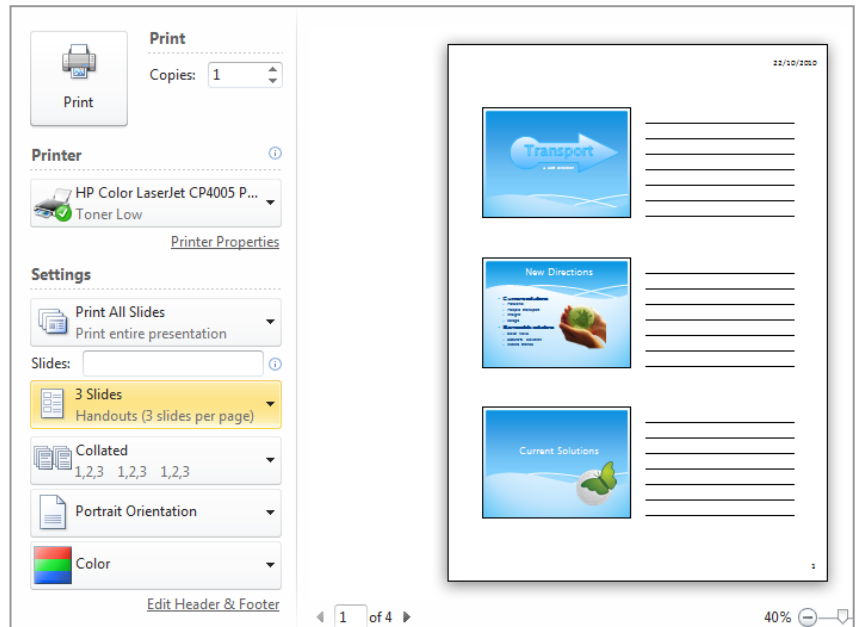 Print
Copies: 1
Print
Printer
HP Color LaserJet CP4005 P...
Toner Low
Printer Properties
Settings
Print All Slides
Print entire presentation
Slides:
3 Slides
Handouts (3 slides per page)
Collated
1,2,3 1,2,3 1,2,3
Portrait Orientation
Color
Edit Header & Footer
22/10/2010
Transport
New Directions
Current solutions
Current Solutions
1
1 of 4
40%